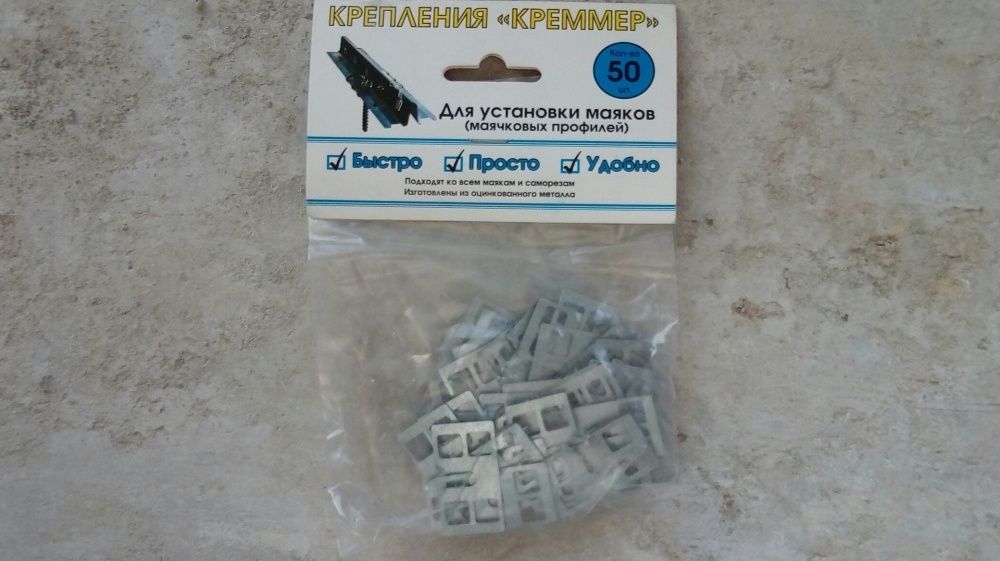 КРЕПЛЕНИЯ «КРЕММЕР»
Кол-во
50
шт.
Для установки маяков
(маячковых профилей)
Быстро Просто Удобно
Подходят ко всем маякам и саморезам
Изготовлены из оцинкованного металла